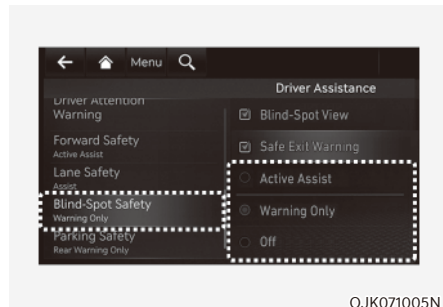 Menu
Driver Assistance
Driver Attention
Warning
Forward Safety
Active Assist
Lane Safety
Assist
Blind-Spot Safety
Warning Only
Parking Safety
Rear Warning Only
Blind-Spot View
Safe Exit Warning
Active Assist
Warning Only
Off
OJK071005N